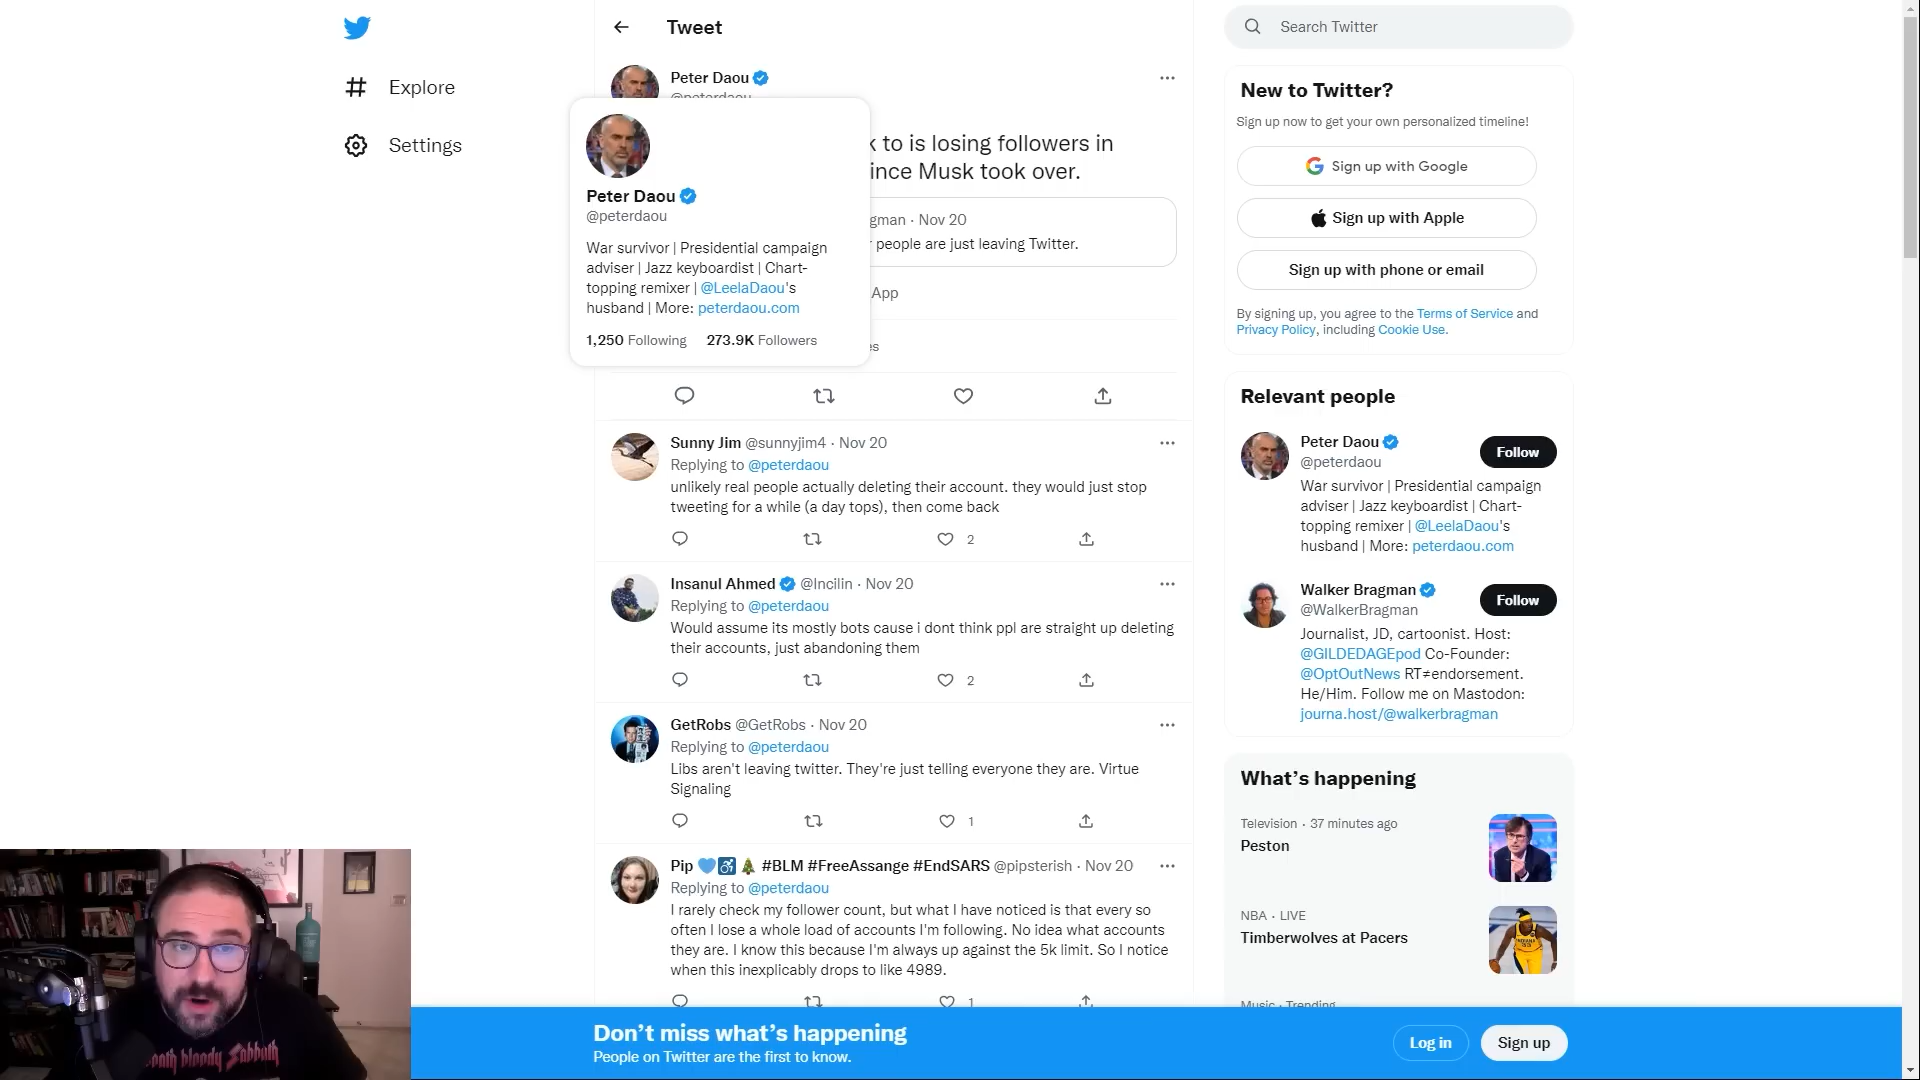 Explore
Settings
Tweet
Peter Daou
@peterdaou
Peter Daou
@peterdaou
War survivor | Presidential campaign
adviser | Jazz keyboardist | Chart-
topping remixer | @LeelaDaou's
husband | More: peterdaou.com
1,250 Following 273.9K Followers
k to is losing followers in
ince Musk took over.
gman · Nov 20
people are just leaving Twitter.
App
es
Sunny Jim @sunnyjim4 · Nov 20
Replying to @peterdaou
unlikely real people actually deleting their account. they would just stop
tweeting for a while (a day tops), then come back
2
Insanul Ahmed @Incilin · Nov 20
Replying to @peterdaou
Would assume its mostly bots cause i dont think ppl are straight up deleting
their accounts, just abandoning them
2
GetRobs @GetRobs · Nov 20
Replying to @peterdaou
Libs aren't leaving twitter. They're just telling everyone they are. Virtue
Signaling
1
Pip 💙♿🌲 #BLM #FreeAssange #EndSARS @pipsterish · Nov 20
Replying to @peterdaou
I rarely check my follower count, but what I have noticed is that every so
often I lose a whole load of accounts I'm following. No idea what accounts
they are. I know this because I'm always up against the 5k limit. So I notice
when this inexplicably drops to like 4989.
1
Search Twitter
New to Twitter?
Sign up now to get your own personalized timeline!
Sign up with Google
Sign up with Apple
Sign up with phone or email
By signing up, you agree to the Terms of Service and
Privacy Policy, including Cookie Use.
Relevant people
Peter Daou
@peterdaou
Follow
War survivor | Presidential campaign
adviser | Jazz keyboardist | Chart-
topping remixer | @LeelaDaou's
husband | More: peterdaou.com
Walker Bragman
@WalkerBragman
Follow
Journalist, JD, cartoonist. Host:
@GILDEDAGEpod Co-Founder:
@OptOutNews RT≠endorsement.
He/Him. Follow me on Mastodon:
journa.host/@walkerbragman
What's happening
Television · 37 minutes ago
Peston
NBA · LIVE
Timberwolves at Pacers
Music · Trending
Don't miss what's happening
People on Twitter are the first to know.
Log in
Sign up
bloody Sabbath